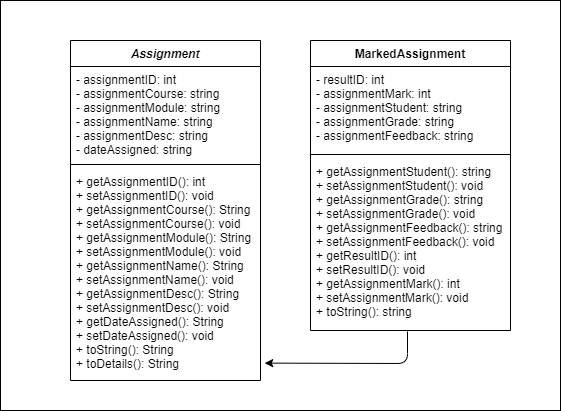 Assignment
- assignmentID: int
- assignmentCourse: string
- assignmentModule: string
- assignmentName: string
- assignmentDesc: string
- dateAssigned: string
+ getAssignmentID(): int
+ setAssignmentID(): void
+ getAssignmentCourse(): String
+ setAssignmentCourse(): void
+ getAssignmentModule(): String
+ setAssignmentModule(): void
+ getAssignmentName(): String
+ setAssignmentName(): void
+ getAssignmentDesc(): String
+ setAssignmentDesc(): void
+ getDateAssigned(): String
+ setDateAssigned(): void
+ toString(): String
+ toDetails(): String
MarkedAssignment
- resultID: int
- assignmentMark: int
- assignmentStudent: string
- assignmentGrade: string
- assignmentFeedback: string
+ getAssignmentStudent(): string
+ setAssignmentStudent(): void
+ getAssignmentGrade(): string
+ setAssignmentGrade(): void
+ getAssignmentFeedback(): string
+ setAssignmentFeedback(): void
+ getResultID(): int
+ setResultID(): void
+ getAssignmentMark(): int
+ setAssignmentMark(): void
+ toString(): string